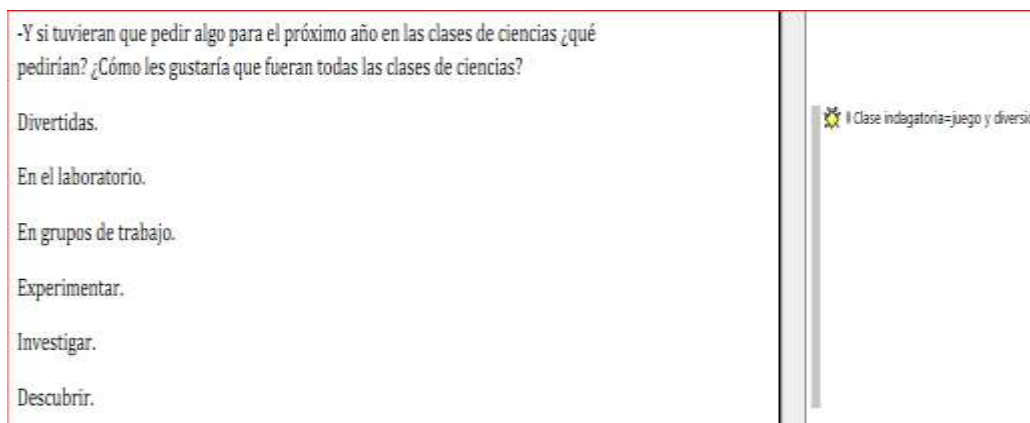 -Y si tuvieran que pedir algo para el próximo año en las clases de ciencias ¿qué
pedirían? ¿Cómo les gustaría que fueran todas las clases de ciencias?
Divertidas.
En el laboratorio.
En grupos de trabajo.
Experimentar.
Investigar.
Descubrir.
Clase indagatoria=juego y diversió